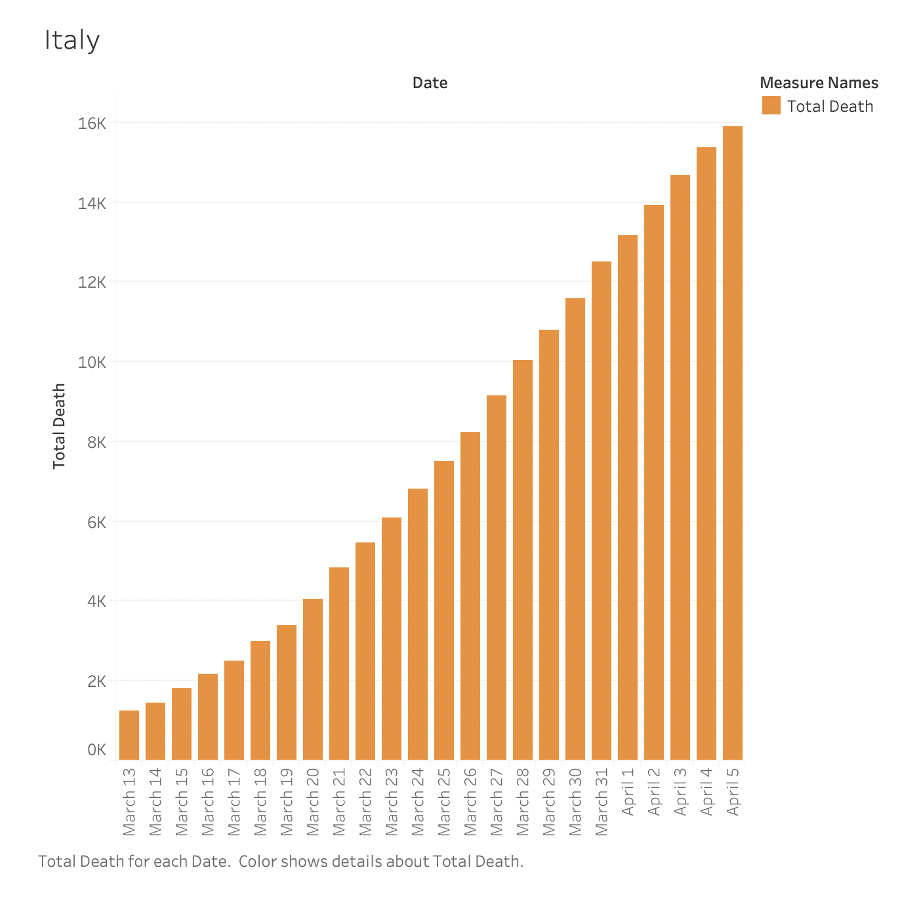 Italy
Date
Measure Names
Total Death
16K
14K
12K
10K
8K
6K
4K
2K
0K
Total Death
March 13
March 14
March 15
March 16
March 17
March 18
March 19
March 20
March 21
March 22
March 23
March 24
March 25
March 26
March 27
March 28
March 29
March 30
March 31
April 1
April 2
April 3
April 4
April 5
Total Death for each Date.  Color shows details about Total Death.